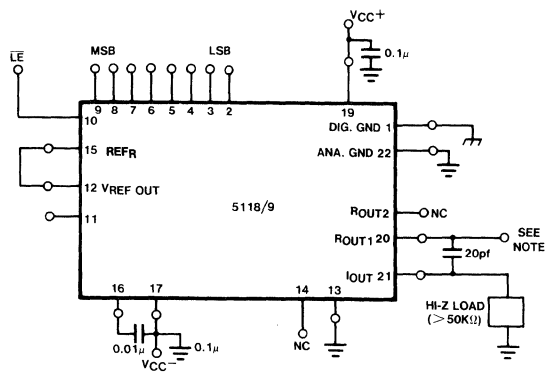 VCC+
LE
MSB
LSB
0.1µ
9 8 7 6 5 4 3 2
19
10
DIG. GND 1
15 REFR
ANA. GND 22
12 VREF OUT
5118/9
11
ROUT2
NC
ROUT1 20
SEE
NOTE
20pf
IOUT 21
16 17
14 13
HI-Z LOAD
(>50KΩ)
0.01µ
0.1µ
NC
VCC−